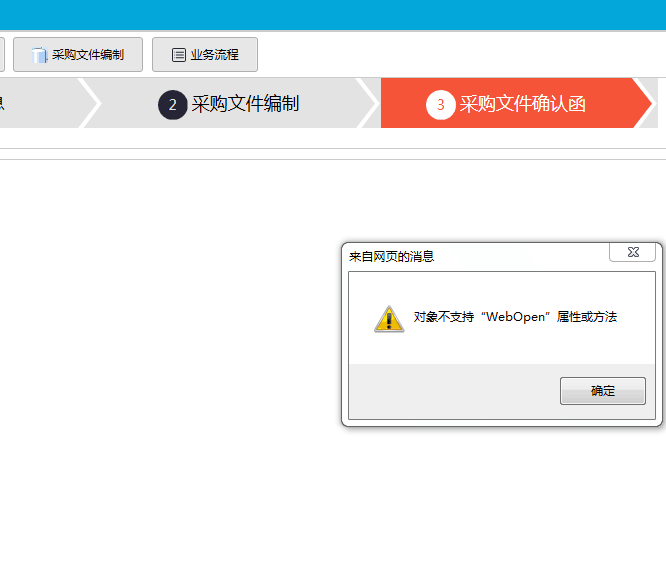 采购文件编制
业务流程
息
2 采购文件编制
3 采购文件确认函
来自网页的消息
对象不支持“WebOpen”属性或方法
确定